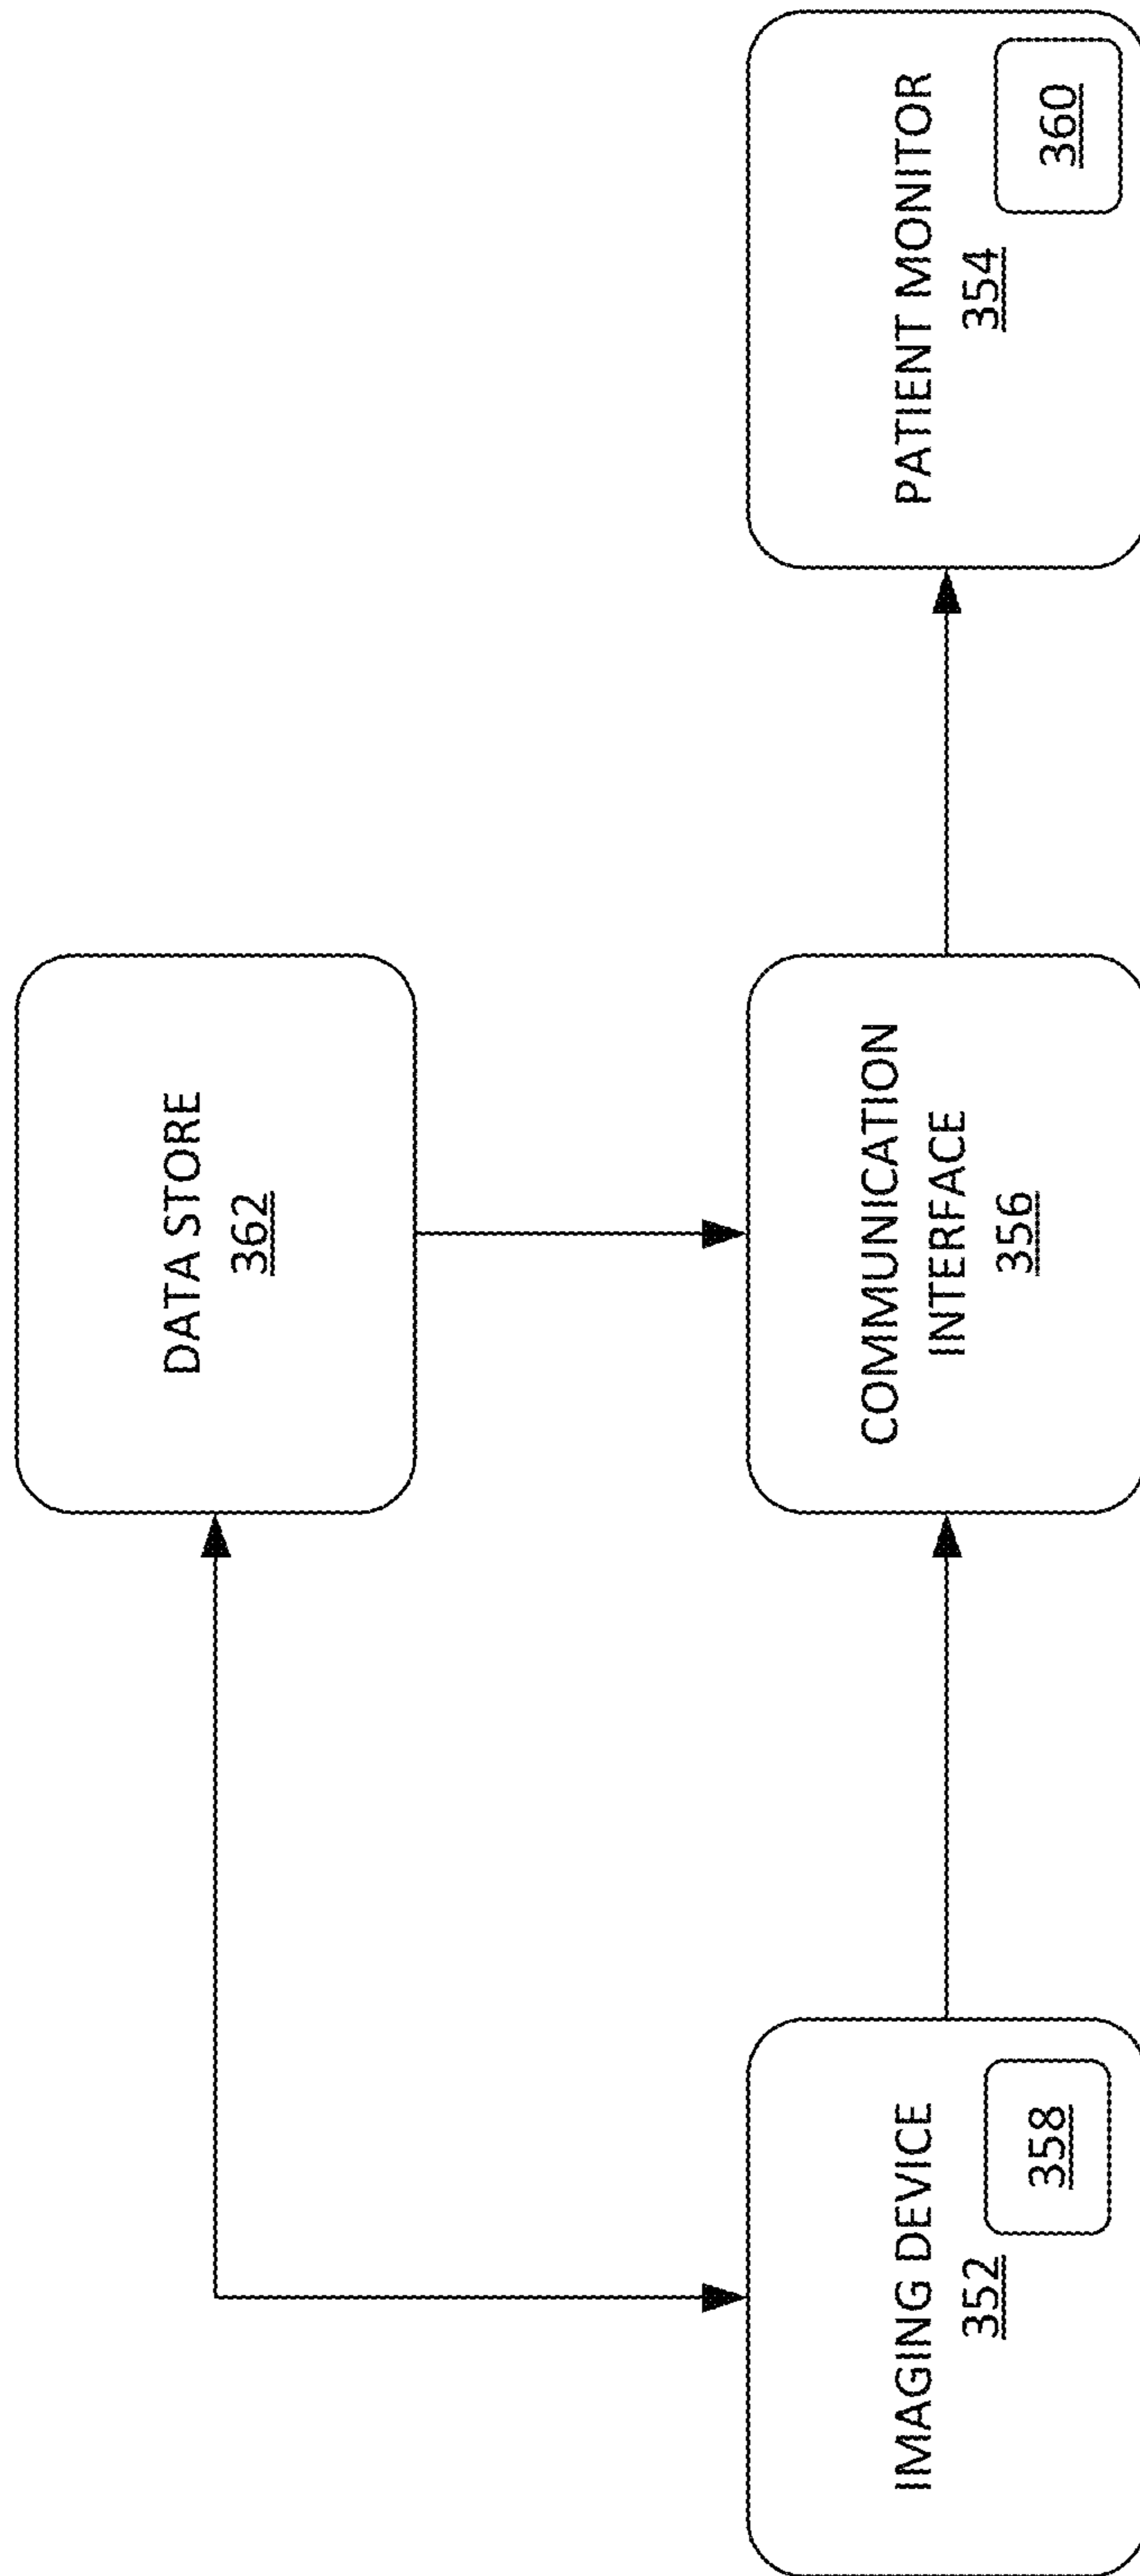 DATA STORE
362
IMAGING DEVICE
352
358
COMMUNICATION
INTERFACE
356
PATIENT MONITOR
354
360